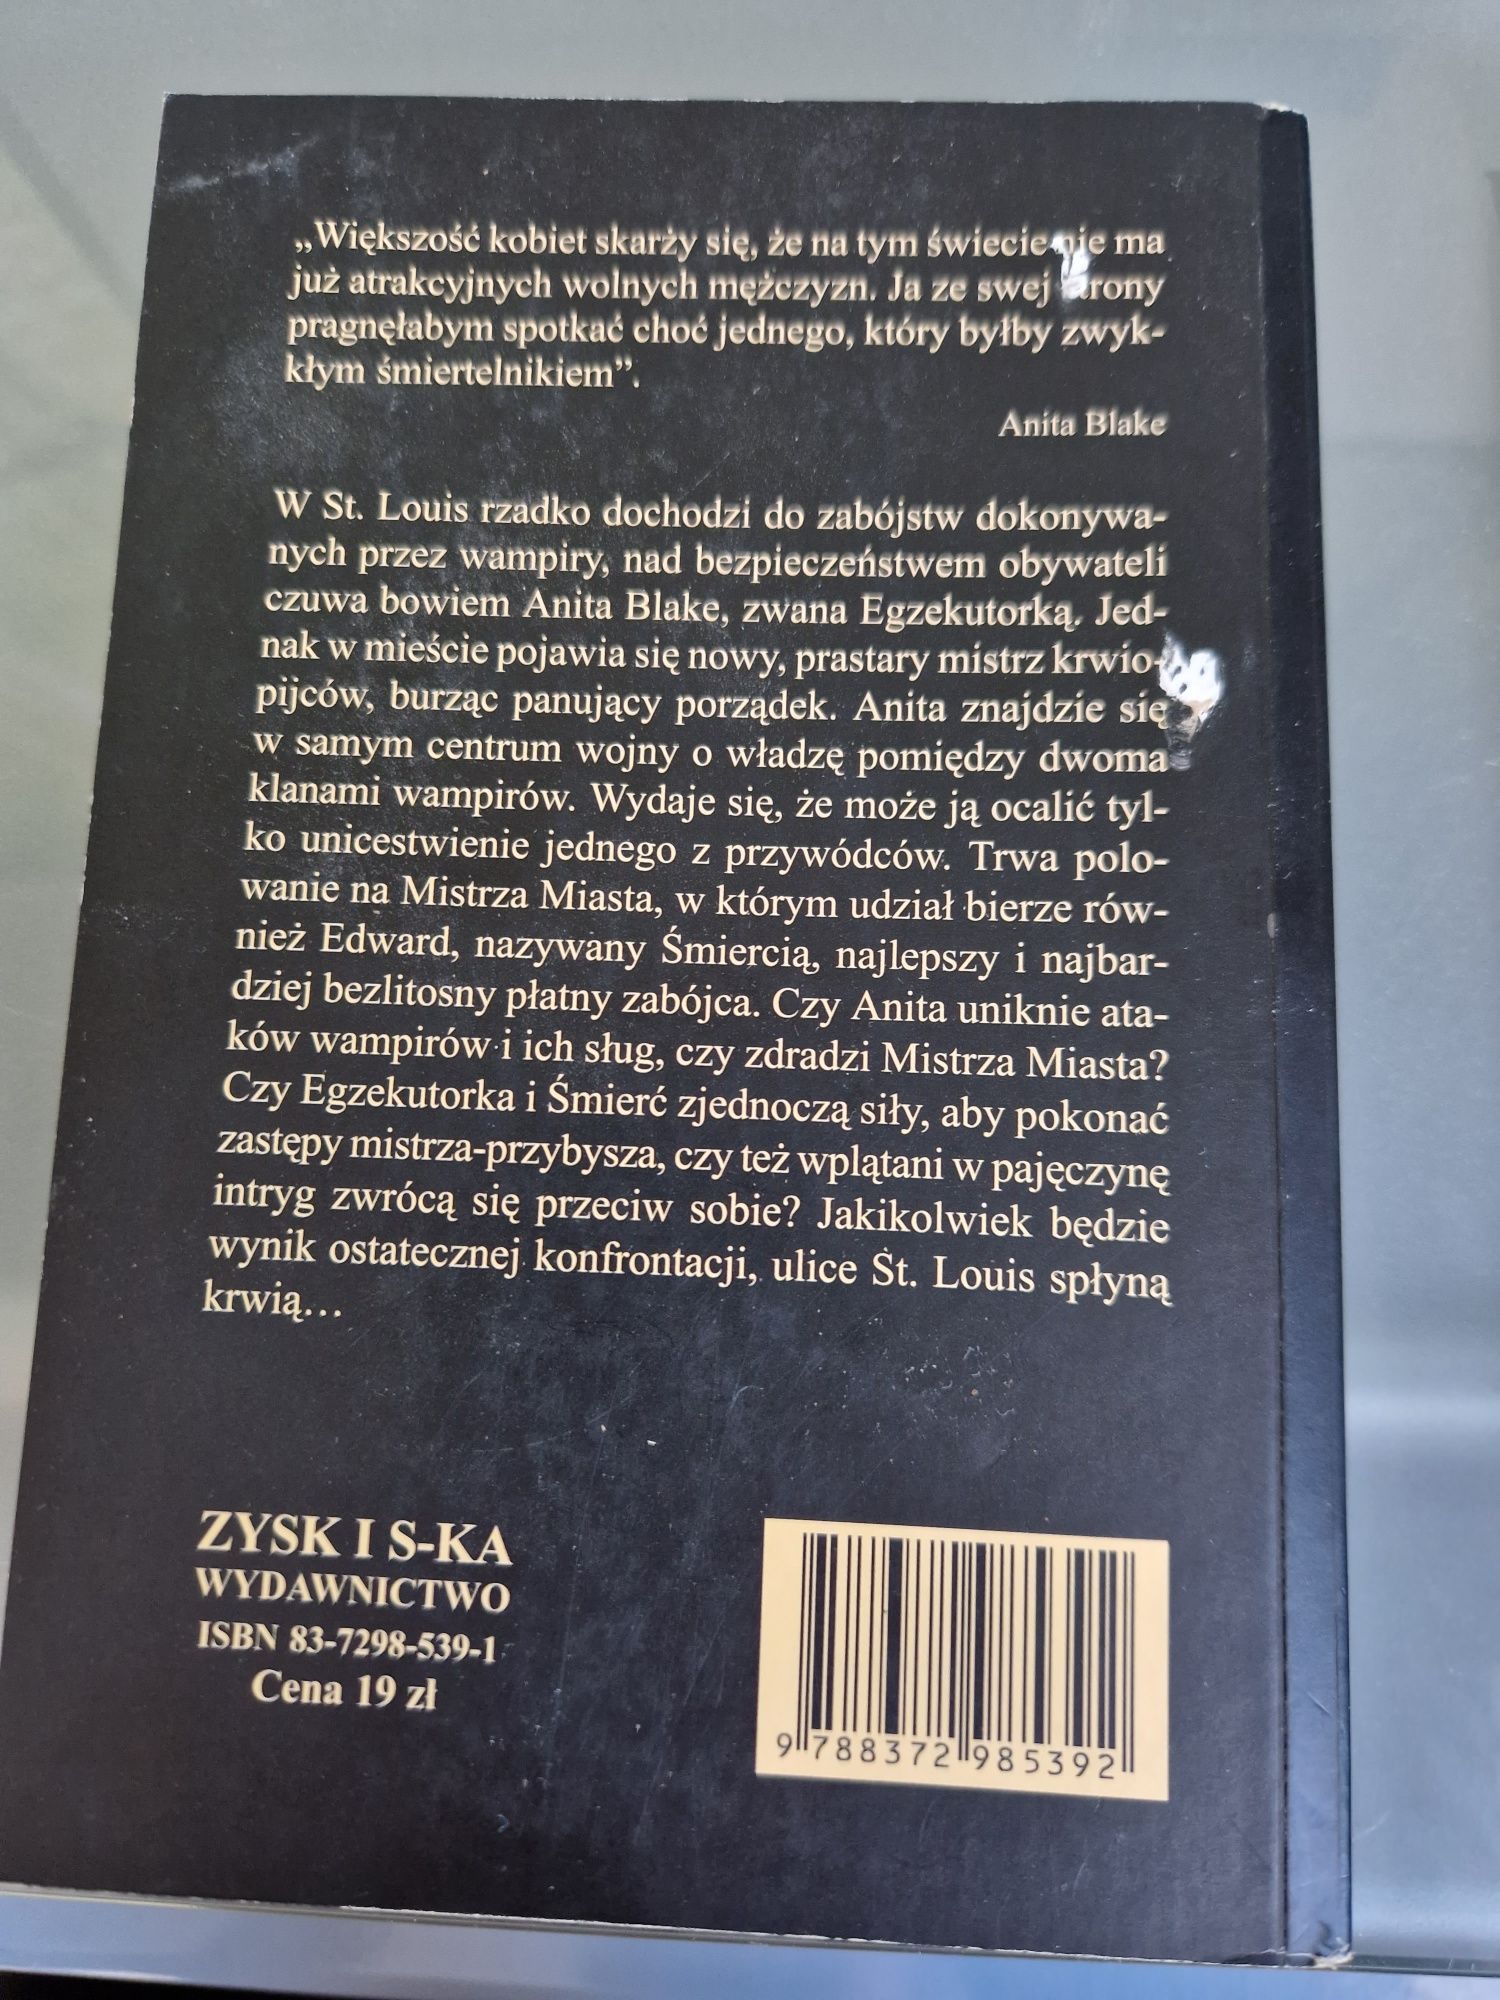 „Większość kobiet skarży się, że na tym świecie nie ma
już atrakcyjnych wolnych mężczyzn. Ja ze swej strony
pragnęłabym spotkać choć jednego, który byłby zwyk-
kłym śmiertelnikiem”.
Anita Blake
W St. Louis rzadko dochodzi do zabójstw dokonywa-
nych przez wampiry, nad bezpieczeństwem obywateli
czuwa bowiem Anita Blake, zwana Egzekutorką. Jed-
nak w mieście pojawia się nowy, prastary mistrz krwio-
pijców, burząc panujący porządek. Anita znajdzie się
w samym centrum wojny o władzę pomiędzy dwoma
klanami wampirów. Wydaje się, że może ją ocalić tyl-
ko unicestwienie jednego z przywódców. Trwa polo-
wanie na Mistrza Miasta, w którym udział bierze rów-
nież Edward, nazywany Śmiercią, najlepszy i najbar-
dziej bezlitosny płatny zabójca. Czy Anita uniknie ata-
ków wampirów i ich sług, czy zdradzi Mistrza Miasta?
Czy Egzekutorka i Śmierć zjednoczą siły, aby pokonać
zastępy mistrza-przybysza, czy też wplątani w pajęczynę
intryg zwrócą się przeciw sobie? Jakikolwiek będzie
wynik ostatecznej konfrontacji, ulice St. Louis spłyną
krwią…
ZYSK I S-KA
WYDAWNICTWO
ISBN 83-7298-539-1
Cena 19 zł
9 788372 985392